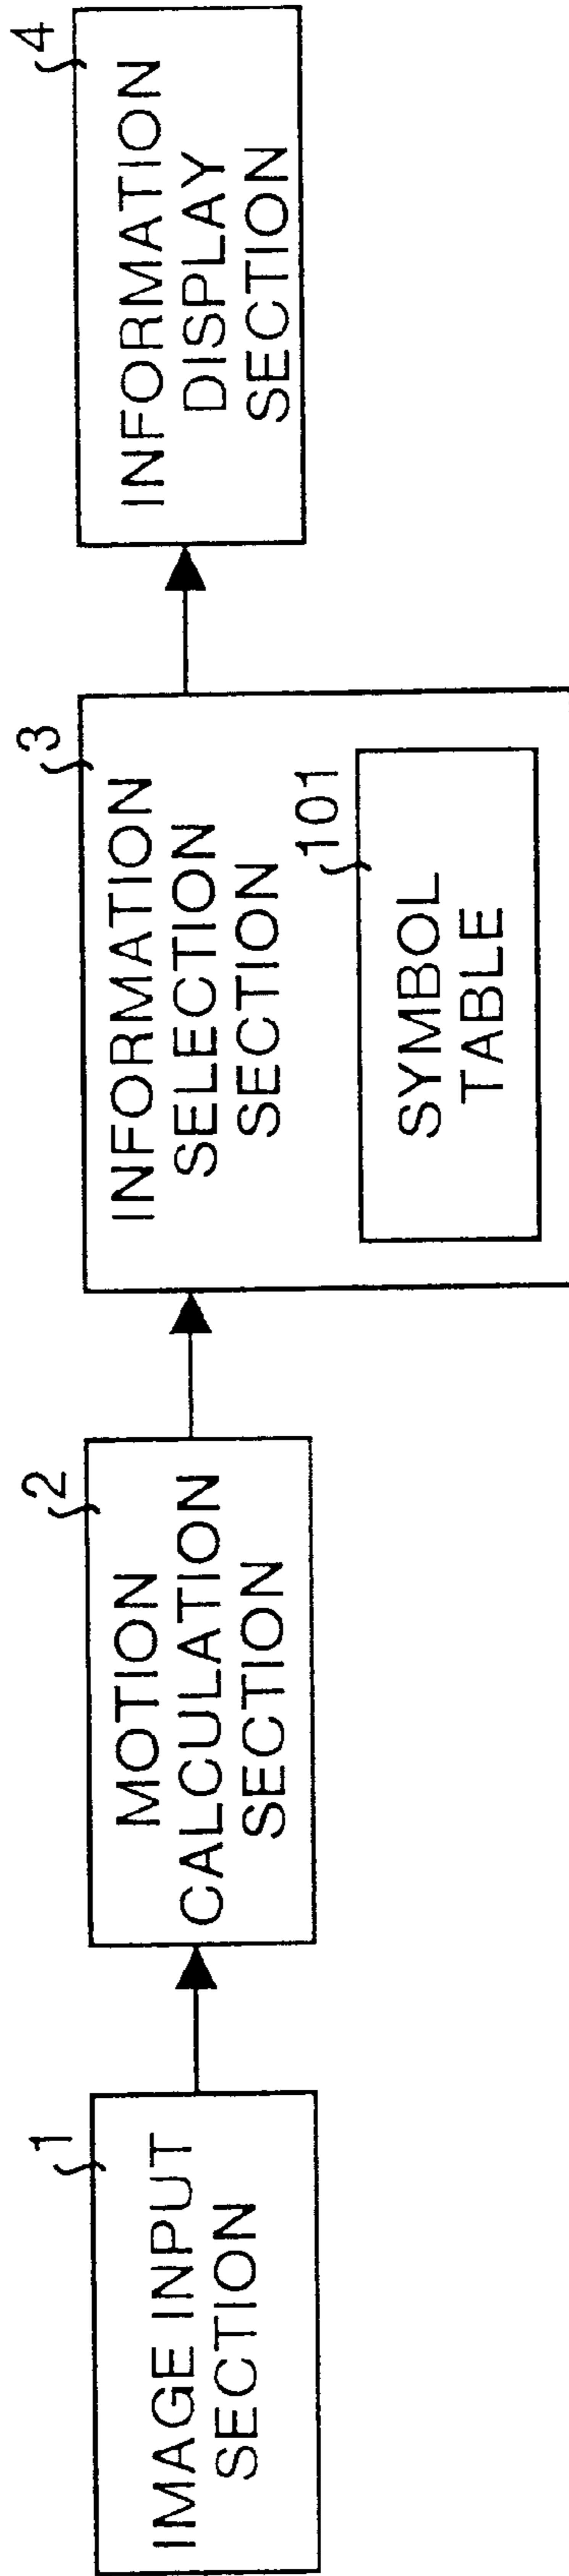 1
IMAGE INPUT
SECTION
2
MOTION
CALCULATION
SECTION
3
INFORMATION
SELECTION
SECTION
101
SYMBOL
TABLE
4
INFORMATION
DISPLAY
SECTION